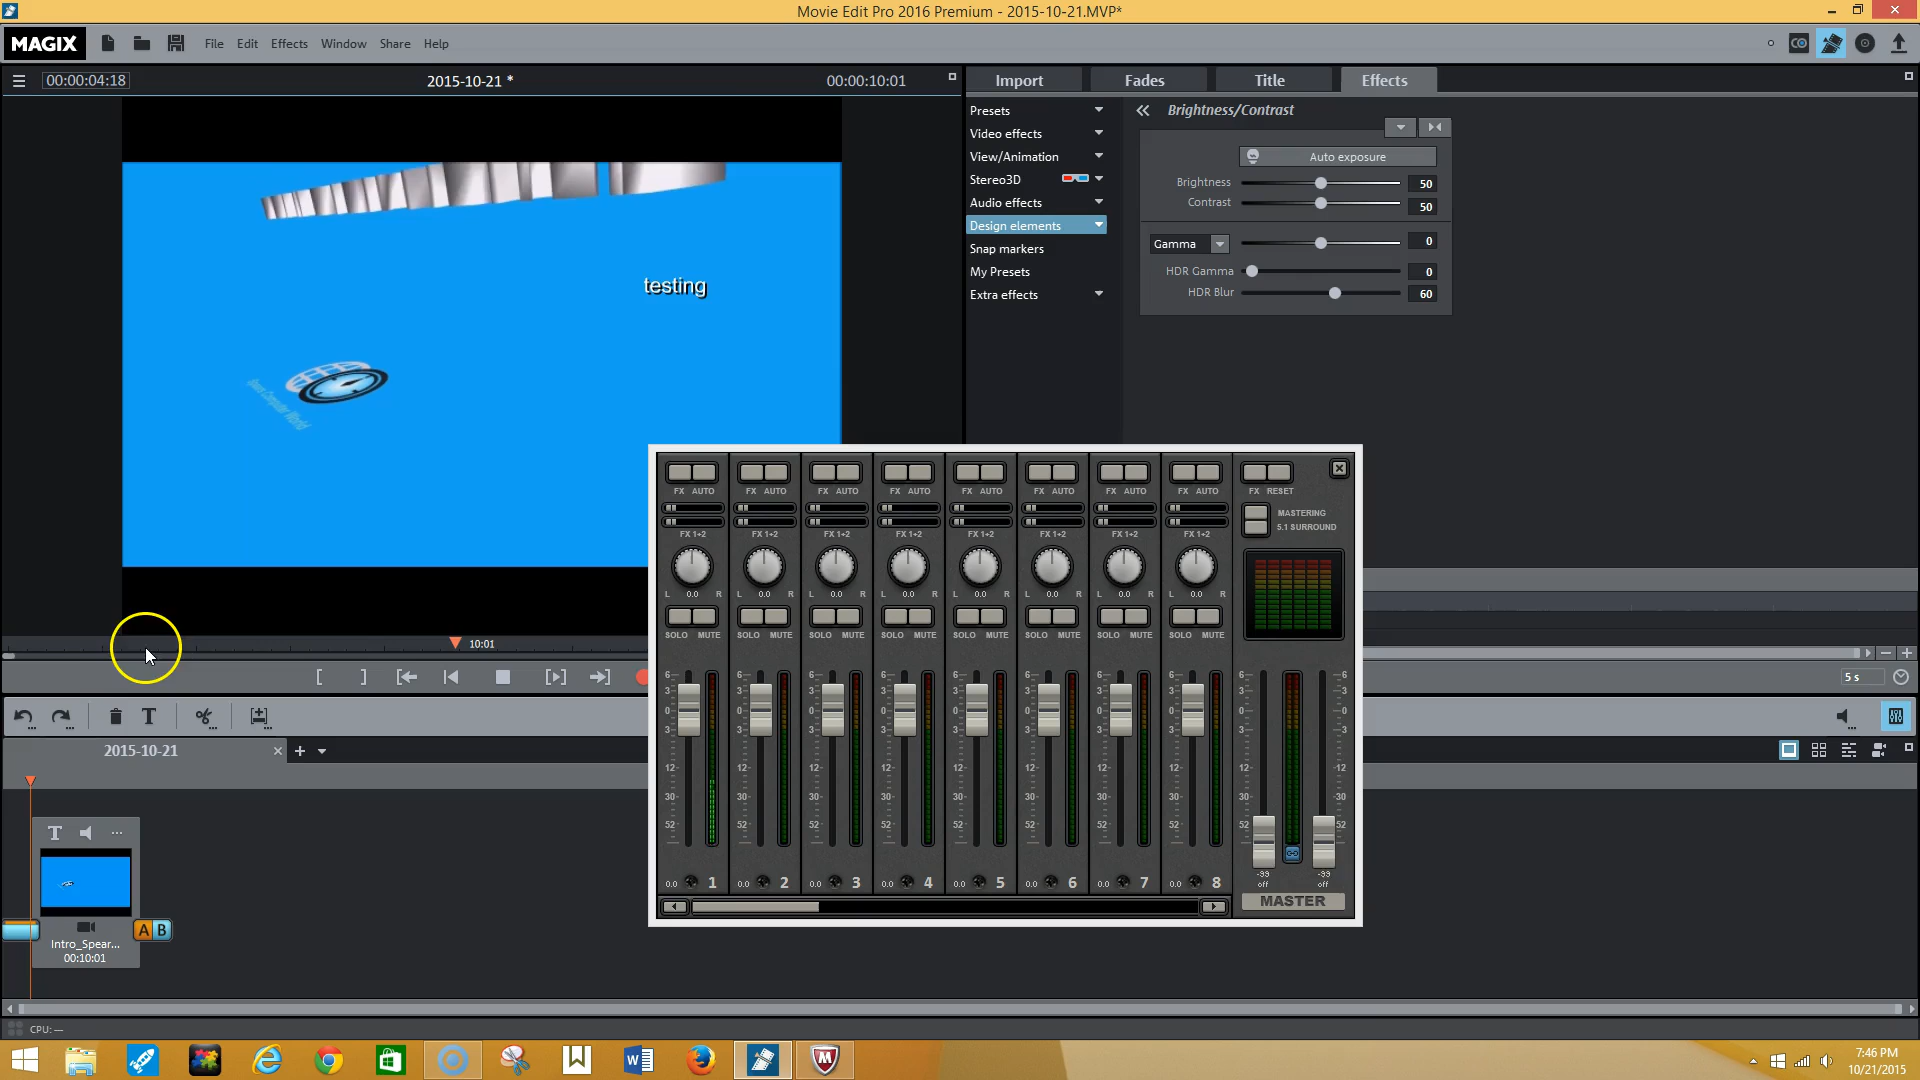 Movie Edit Pro 2016 Premium - 2015-10-21.MVP*
MAGIX File Edit Effects Window Share Help
00:00:04:18 2015-10-21 * 00:00:10:01
Import Fades Title Effects
Presets
Video effects
View/Animation
Stereo3D
Audio effects
Design elements
Snap markers
My Presets
Extra effects
Brightness/Contrast
Auto exposure
Brightness 50
Contrast 50
Gamma 0
HDR Gamma 0
HDR Blur 60
testing
Speara Computer World
10:01
5 s
FX AUTO FX AUTO FX AUTO FX AUTO FX AUTO FX AUTO FX AUTO FX AUTO FX RESET
MASTERING
5.1 SURROUND
FX 1+2 FX 1+2 FX 1+2 FX 1+2 FX 1+2 FX 1+2 FX 1+2 FX 1+2
L 0.0 R L 0.0 R L 0.0 R L 0.0 R L 0.0 R L 0.0 R L 0.0 R L 0.0 R
SOLO MUTE SOLO MUTE SOLO MUTE SOLO MUTE SOLO MUTE SOLO MUTE SOLO MUTE SOLO MUTE
6 6 6 6 6 6 6 6 6 6
3 3 3 3 3 3 3 3 3 3
0 0 0 0 0 0 0 0 0 0
3 3 3 3 3 3 3 3 3 3
12 12 12 12 12 12 12 12 12 12
30 30 30 30 30 30 30 30 30 30
52 52 52 52 52 52 52 52 52 52
-99 -99
off off
0.0 1 0.0 2 0.0 3 0.0 4 0.0 5 0.0 6 0.0 7 0.0 8
MASTER
2015-10-21
T
Intro_Spear...
00:10:01
A B
CPU: —
7:46 PM
10/21/2015